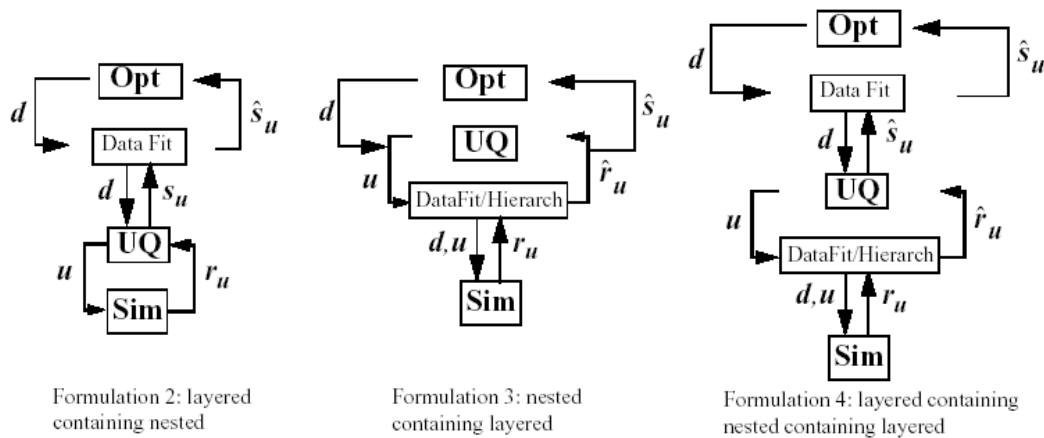 Opt
d
ŝu
Data Fit
d
su
UQ
u
ru
Sim
Formulation 2: layered
containing nested
Opt
d
ŝu
UQ
u
r̂u
DataFit/Hierarch
d,u
ru
Sim
Formulation 3: nested
containing layered
Opt
d
ŝu
Data Fit
d
ŝu
UQ
u
r̂u
DataFit/Hierarch
d,u
ru
Sim
Formulation 4: layered containing
nested containing layered